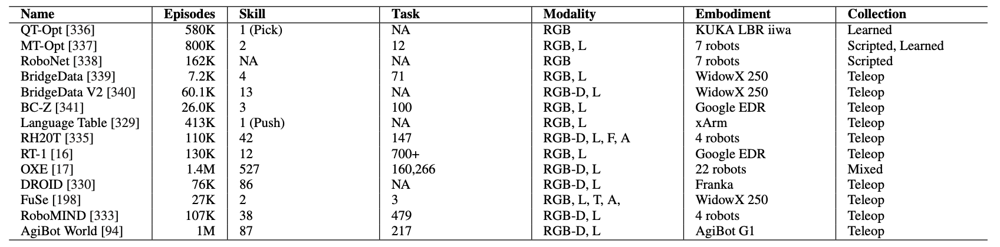 Name Episodes Skill Task Modality Embodiment Collection
QT-Opt [336] 580K 1 (Pick) NA RGB KUKA LBR iiwa Learned
MT-Opt [337] 800K 2 12 RGB, L 7 robots Scripted, Learned
RoboNet [338] 162K NA NA RGB 7 robots Scripted
BridgeData [339] 7.2K 4 71 RGB, L WidowX 250 Teleop
BridgeData V2 [340] 60.1K 13 NA RGB-D, L WidowX 250 Teleop
BC-Z [341] 26.0K 3 100 RGB, L Google EDR Teleop
Language Table [329] 413K 1 (Push) NA RGB, L xArm Teleop
RH20T [335] 110K 42 147 RGB-D, L, F, A 4 robots Teleop
RT-1 [16] 130K 12 700+ RGB, L Google EDR Teleop
OXE [17] 1.4M 527 160,266 RGB-D, L 22 robots Mixed
DROID [330] 76K 86 NA RGB-D, L Franka Teleop
FuSe [198] 27K 2 3 RGB, L, T, A, WidowX 250 Teleop
RoboMIND [333] 107K 38 479 RGB-D, L 4 robots Teleop
AgiBot World [94] 1M 87 217 RGB-D, L AgiBot G1 Teleop